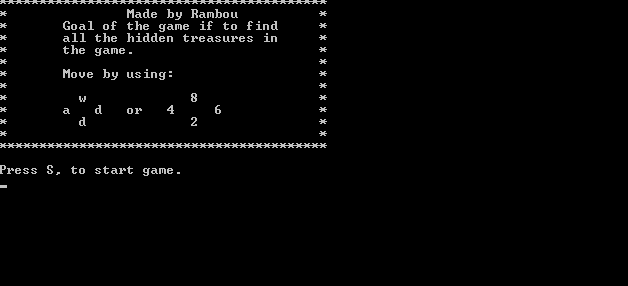 *****************************************
*               Made by Rambou          *
*       Goal of the game if to find     *
*       all the hidden treasures in     *
*       the game.                       *
*                                       *
*       Move by using:                  *
*                                       *
*         w             8               *
*       a   d   or   4     6            *
*         d             2               *
*                                       *
*****************************************
Press S, to start game.
_